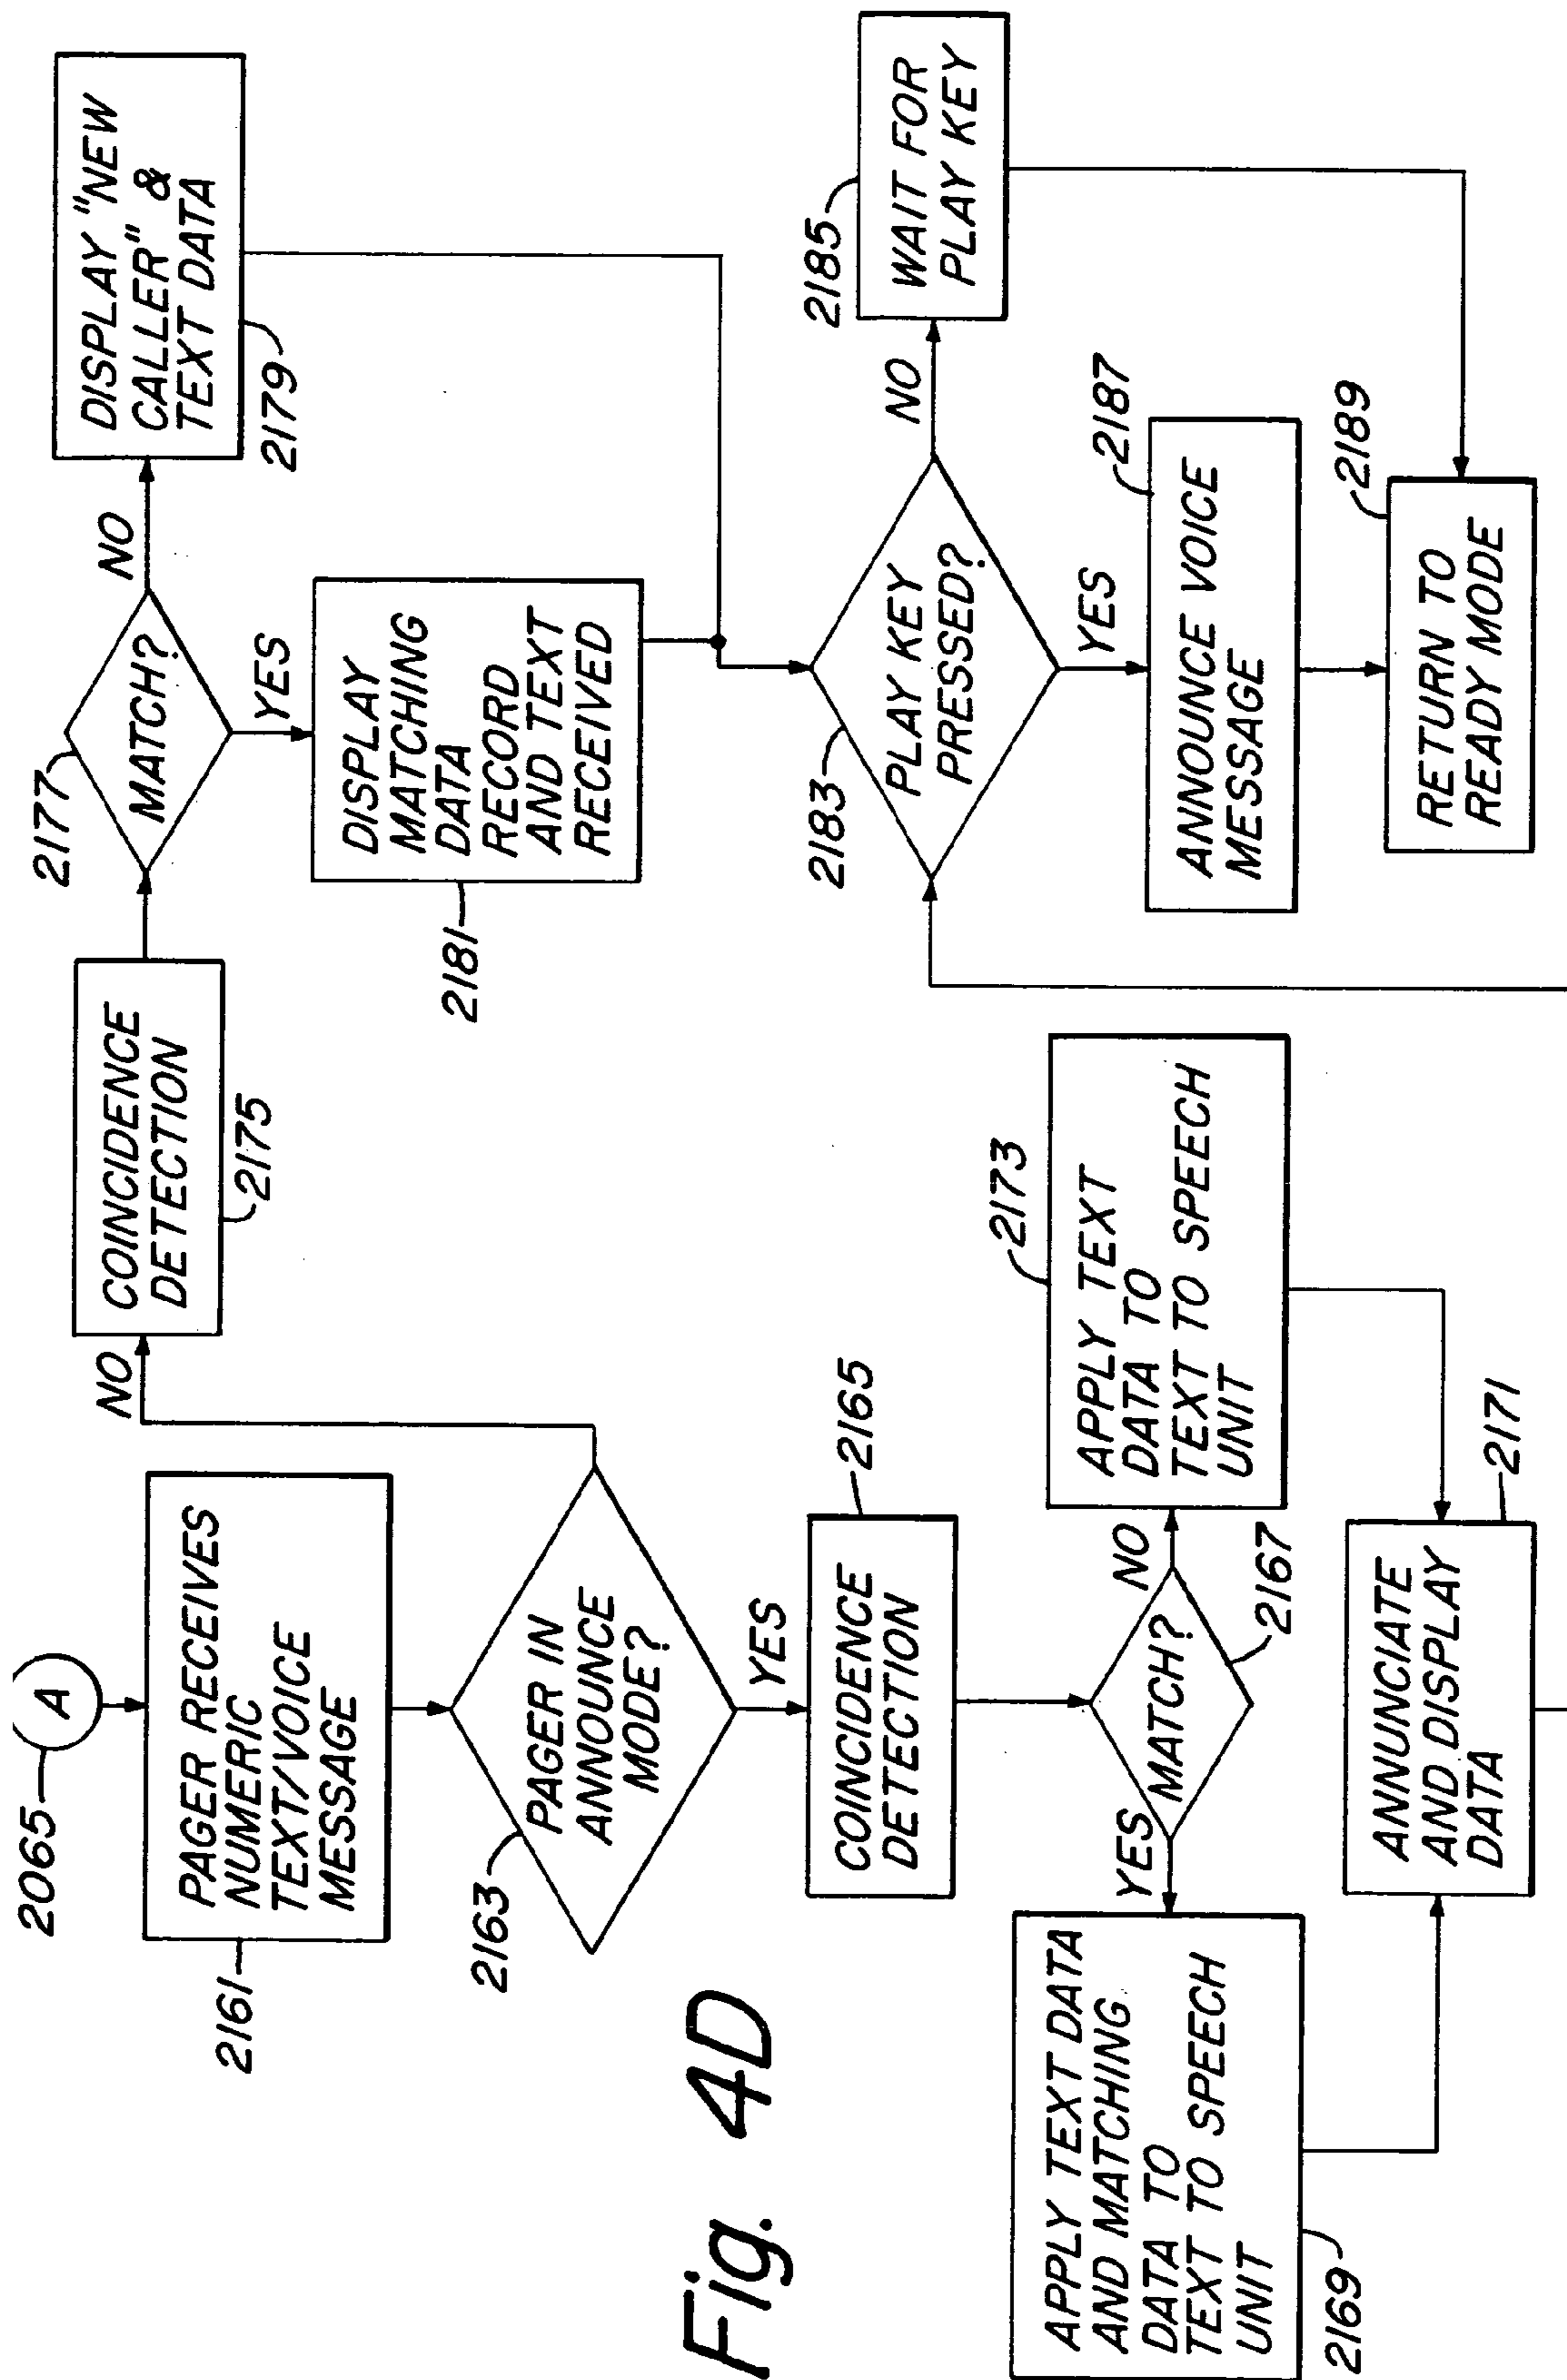 2065
A
PAGER RECEIVES
NUMERIC
TEXT/VOICE
MESSAGE
2161
2163
PAGER IN
ANNOUNCE
MODE?
NO
YES
COINCIDENCE
DETECTION
2165
MATCH?
2167
YES
NO
APPLY TEXT DATA
AND MATCHING
DATA TO
TEXT TO SPEECH
UNIT
2169
APPLY TEXT
DATA TO
TEXT TO SPEECH
UNIT
2173
ANNUNCIATE
AND DISPLAY
DATA
2171
COINCIDENCE
DETECTION
2175
2177
MATCH?
NO
YES
DISPLAY "NEW
CALLER" &
TEXT DATA
2179
DISPLAY
MATCHING
DATA
RECORD
AND TEXT
RECEIVED
2181
2183
PLAY KEY
PRESSED?
NO
YES
2185
WAIT FOR
PLAY KEY
ANNOUNCE VOICE
MESSAGE
2187
RETURN TO
READY MODE
2189
Fig. 4D